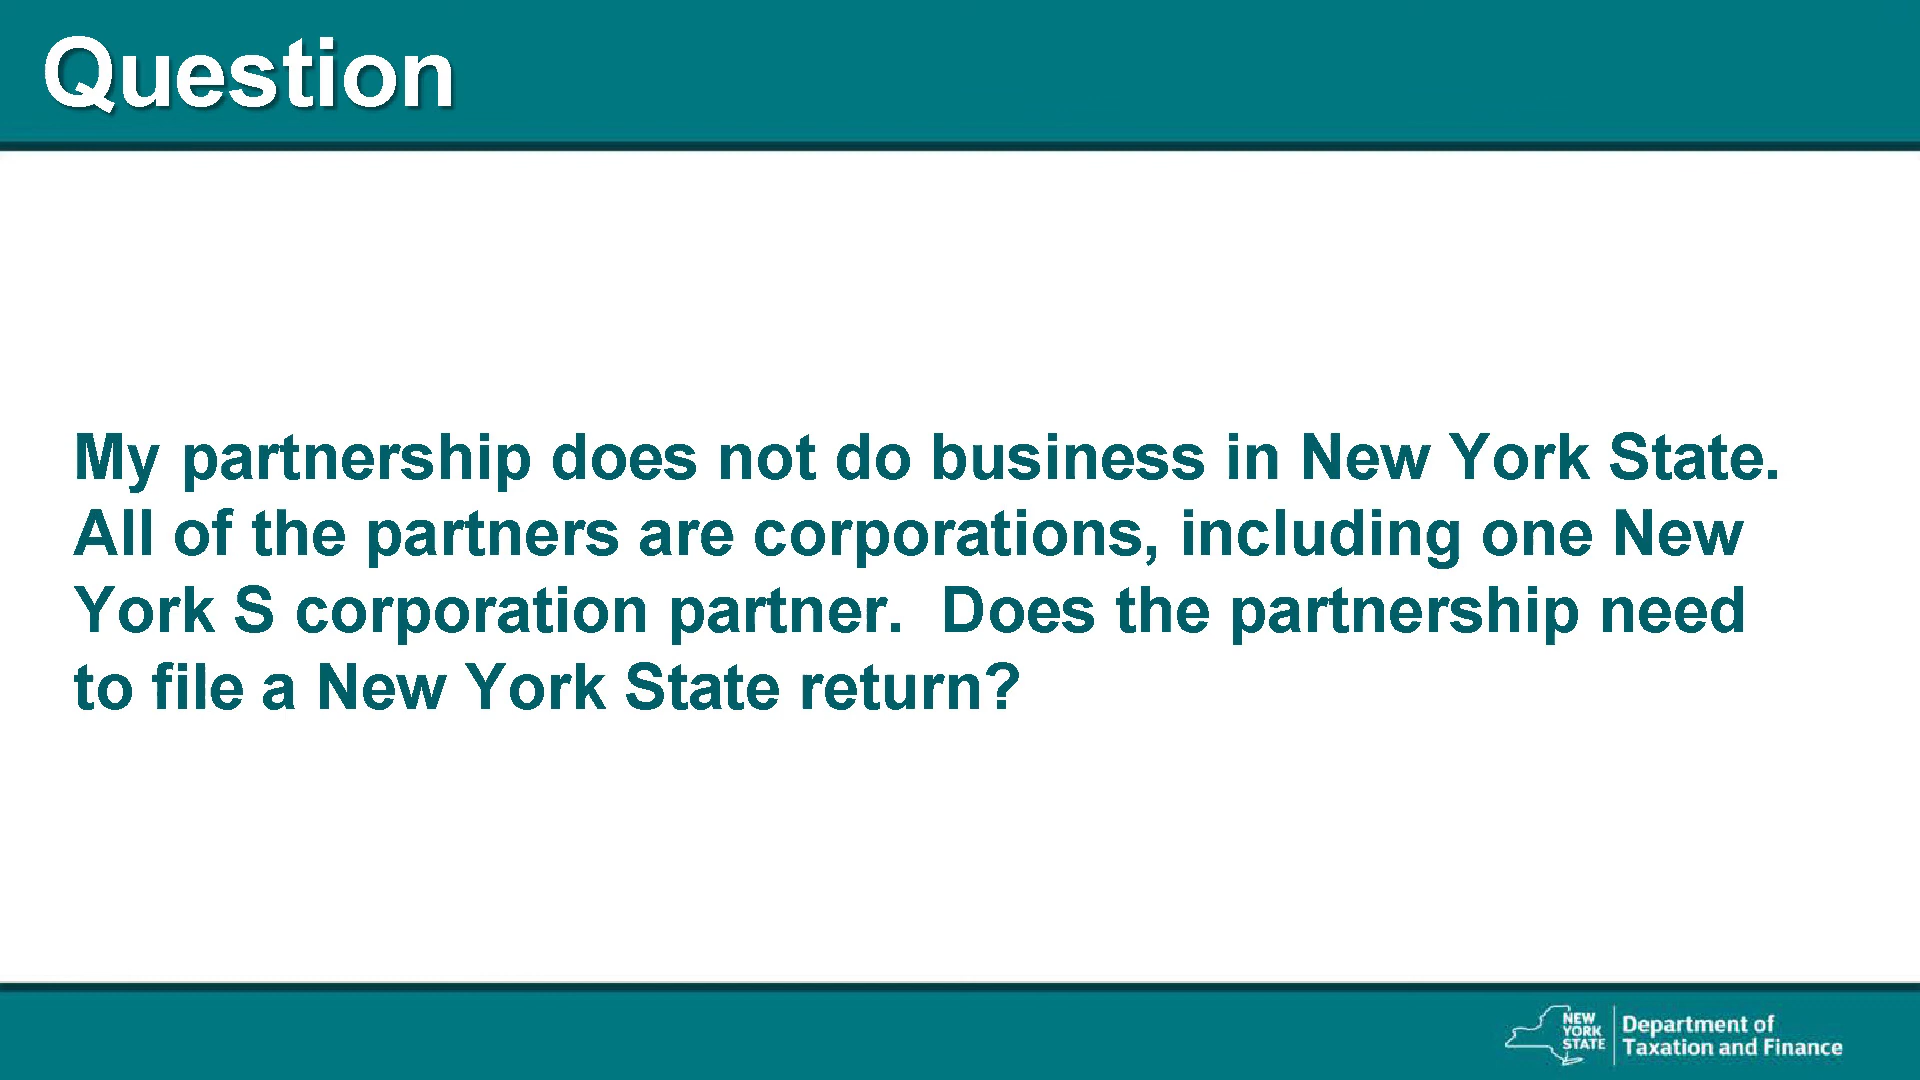 Question
My partnership does not do business in New York State.
All of the partners are corporations, including one New
York S corporation partner.  Does the partnership need
to file a New York State return?
NEW
YORK
STATE
Department of
Taxation and Finance